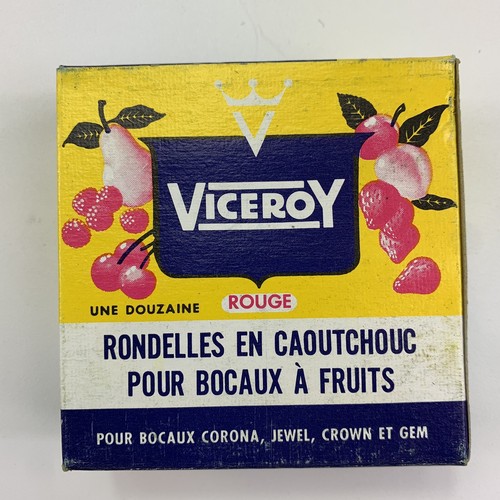 VICEROY
UNE DOUZAINE ROUGE
RONDELLES EN CAOUTCHOUC
POUR BOCAUX À FRUITS
POUR BOCAUX CORONA, JEWEL, CROWN ET GEM